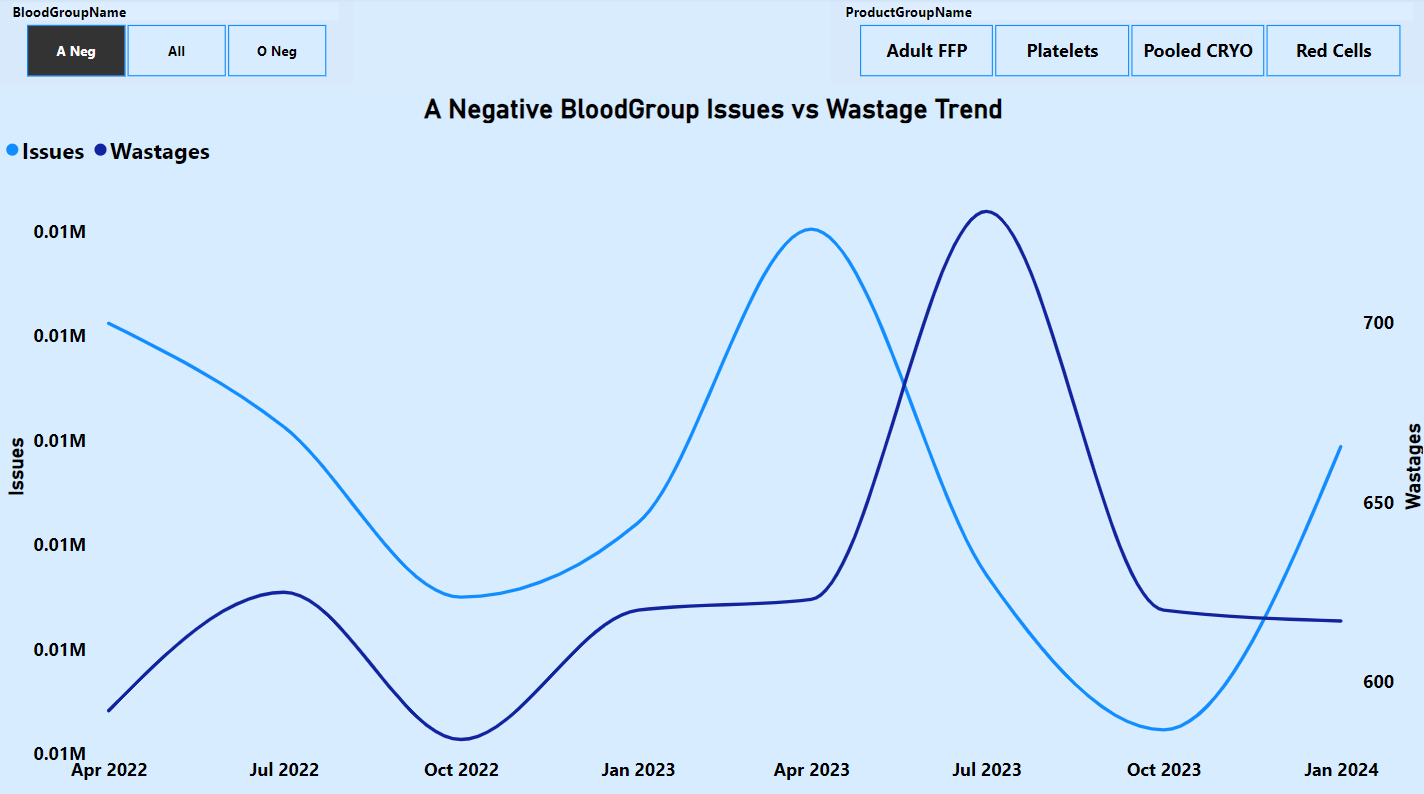 BloodGroupName
ProductGroupName
A Neg
All
O Neg
Adult FFP
Platelets
Pooled CRYO
Red Cells
A Negative BloodGroup Issues vs Wastage Trend
Issues
Wastages
0.01M
0.01M
0.01M
0.01M
0.01M
0.01M
Issues
700
650
600
Wastages
Apr 2022
Jul 2022
Oct 2022
Jan 2023
Apr 2023
Jul 2023
Oct 2023
Jan 2024